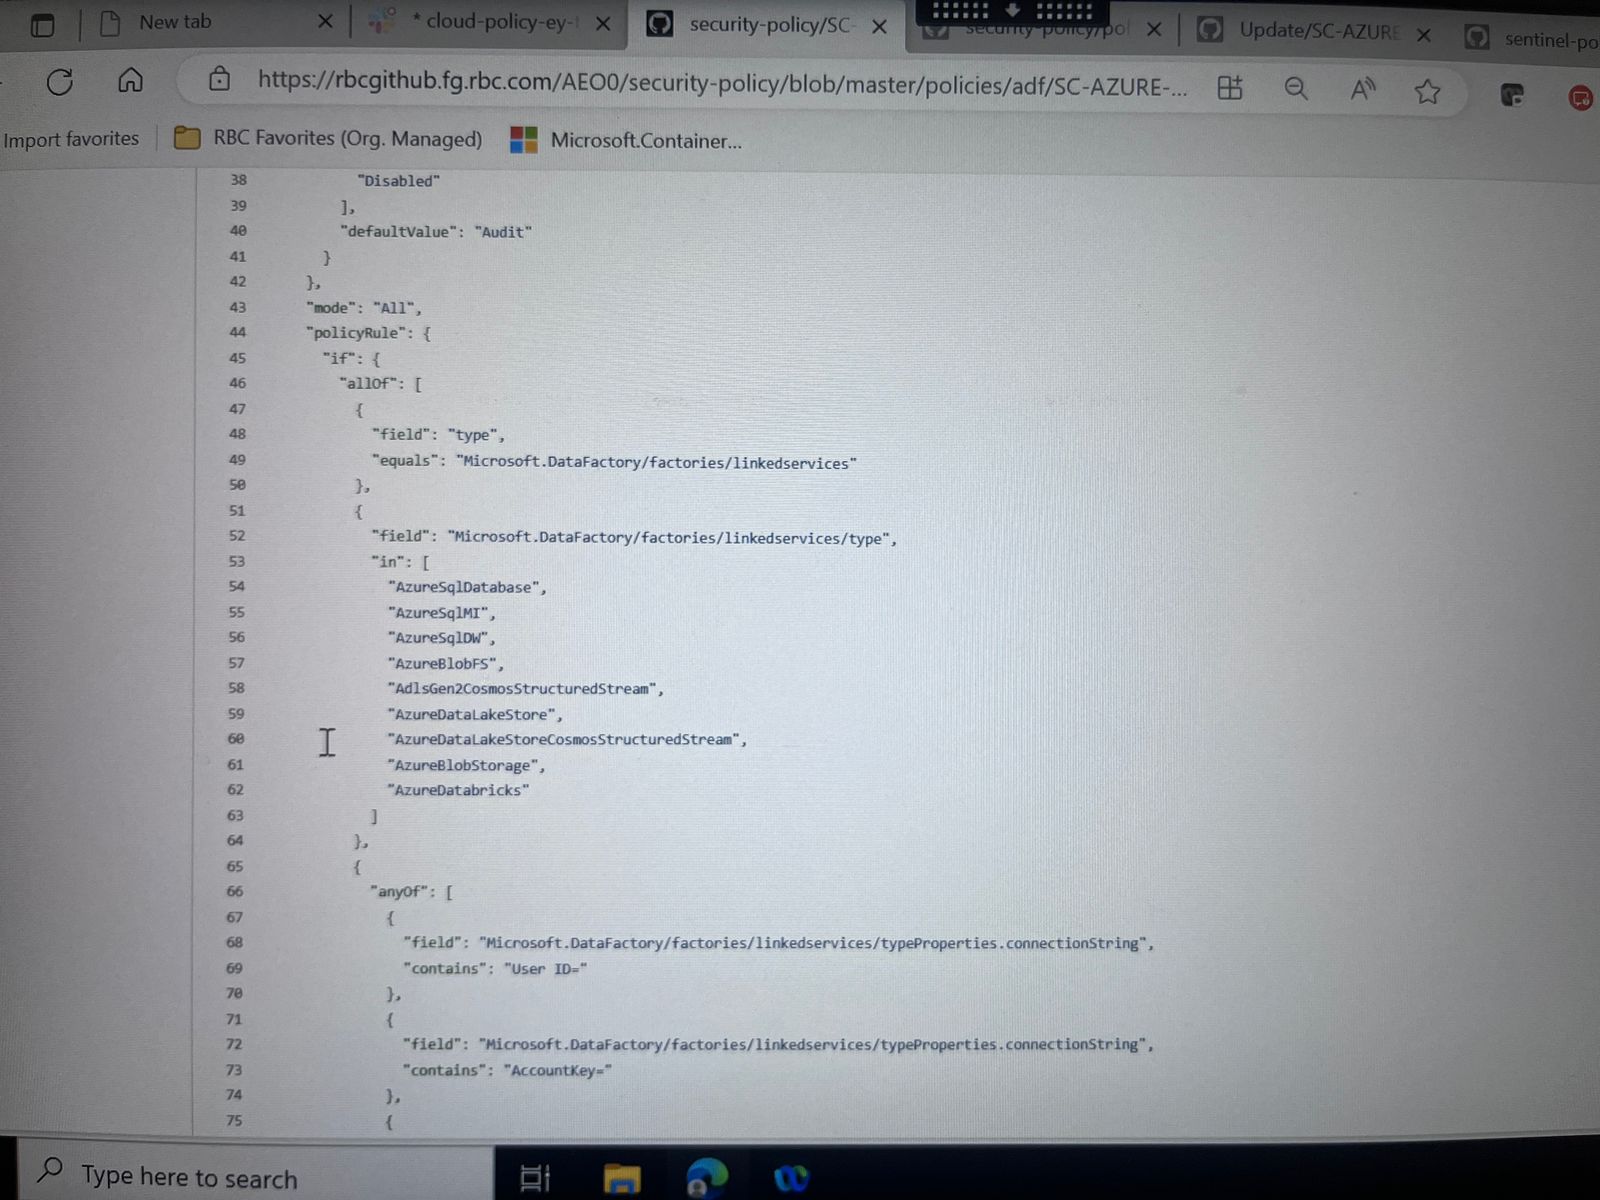 New tab
* cloud-policy-ey-
security-policy/SC-
security-policy/pol
Update/SC-AZURE
sentinel-po
https://rbcgithub.fg.rbc.com/AEO0/security-policy/blob/master/policies/adf/SC-AZURE-...
Import favorites
RBC Favorites (Org. Managed)
Microsoft.Container...
38 "Disabled"
39 ],
40 "defaultValue": "Audit"
41 }
42 },
43 "mode": "All",
44 "policyRule": {
45 "if": {
46 "allOf": [
47 {
48 "field": "type",
49 "equals": "Microsoft.DataFactory/factories/linkedservices"
50 },
51 {
52 "field": "Microsoft.DataFactory/factories/linkedservices/type",
53 "in": [
54 "AzureSqlDatabase",
55 "AzureSqlMI",
56 "AzureSqlDW",
57 "AzureBlobFS",
58 "AdlsGen2CosmosStructuredStream",
59 "AzureDataLakeStore",
60 "AzureDataLakeStoreCosmosStructuredStream",
61 "AzureBlobStorage",
62 "AzureDatabricks"
63 ]
64 },
65 {
66 "anyOf": [
67 {
68 "field": "Microsoft.DataFactory/factories/linkedservices/typeProperties.connectionString",
69 "contains": "User ID="
70 },
71 {
72 "field": "Microsoft.DataFactory/factories/linkedservices/typeProperties.connectionString",
73 "contains": "AccountKey="
74 },
75 {
Type here to search